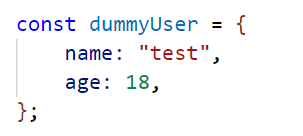 const dummyUser = {
    name: "test",
    age: 18,
};